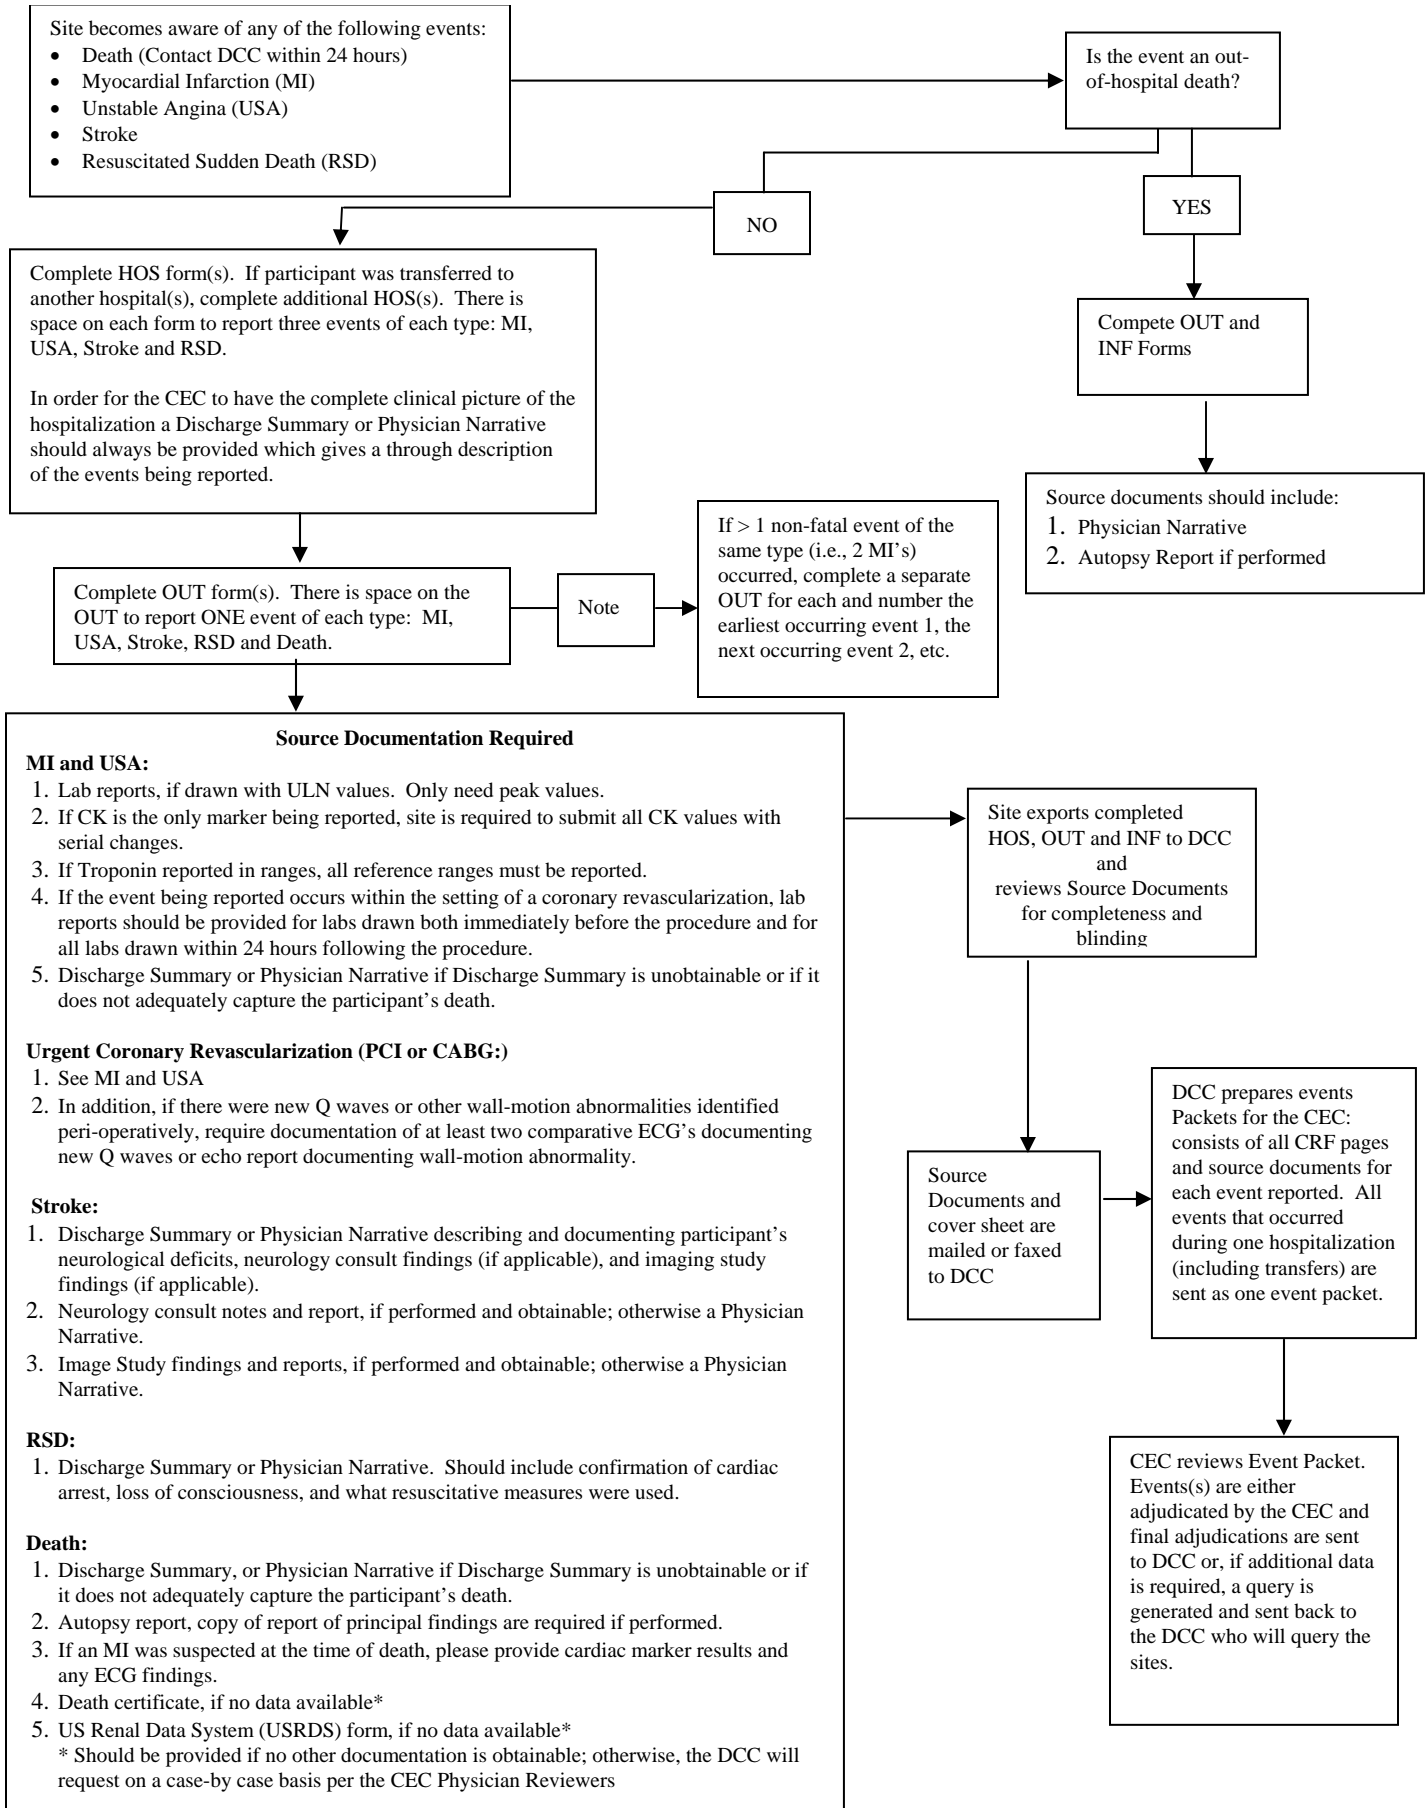 Site becomes aware of any of the following events:
• Death (Contact DCC within 24 hours)
• Myocardial Infarction (MI)
• Unstable Angina (USA)
• Stroke
• Resuscitated Sudden Death (RSD)
Is the event an out-
of-hospital death?
NO
YES
Complete HOS form(s).  If participant was transferred to
another hospital(s), complete additional HOS(s).  There is
space on each form to report three events of each type: MI,
USA, Stroke and RSD.
In order for the CEC to have the complete clinical picture of the
hospitalization a Discharge Summary or Physician Narrative
should always be provided which gives a through description
of the events being reported.
Compete OUT and
INF Forms
Source documents should include:
1. Physician Narrative
2. Autopsy Report if performed
Complete OUT form(s).  There is space on the
OUT to report ONE event of each type:  MI,
USA, Stroke, RSD and Death.
Note
If > 1 non-fatal event of the
same type (i.e., 2 MI's)
occurred, complete a separate
OUT for each and number the
earliest occurring event 1, the
next occurring event 2, etc.
Source Documentation Required
MI and USA:
1. Lab reports, if drawn with ULN values.  Only need peak values.
2. If CK is the only marker being reported, site is required to submit all CK values with
serial changes.
3. If Troponin reported in ranges, all reference ranges must be reported.
4. If the event being reported occurs within the setting of a coronary revascularization, lab
reports should be provided for labs drawn both immediately before the procedure and for
all labs drawn within 24 hours following the procedure.
5. Discharge Summary or Physician Narrative if Discharge Summary is unobtainable or if it
does not adequately capture the participant's death.
Urgent Coronary Revascularization (PCI or CABG:)
1. See MI and USA
2. In addition, if there were new Q waves or other wall-motion abnormalities identified
peri-operatively, require documentation of at least two comparative ECG's documenting
new Q waves or echo report documenting wall-motion abnormality.
Stroke:
1. Discharge Summary or Physician Narrative describing and documenting participant's
neurological deficits, neurology consult findings (if applicable), and imaging study
findings (if applicable).
2. Neurology consult notes and report, if performed and obtainable; otherwise a Physician
Narrative.
3. Image Study findings and reports, if performed and obtainable; otherwise a Physician
Narrative.
RSD:
1. Discharge Summary or Physician Narrative.  Should include confirmation of cardiac
arrest, loss of consciousness, and what resuscitative measures were used.
Death:
1. Discharge Summary, or Physician Narrative if Discharge Summary is unobtainable or if
it does not adequately capture the participant's death.
2. Autopsy report, copy of report of principal findings are required if performed.
3. If an MI was suspected at the time of death, please provide cardiac marker results and
any ECG findings.
4. Death certificate, if no data available*
5. US Renal Data System (USRDS) form, if no data available*
* Should be provided if no other documentation is obtainable; otherwise, the DCC will
request on a case-by case basis per the CEC Physician Reviewers
Site exports completed
HOS, OUT and INF to DCC
and
reviews Source Documents
for completeness and
blinding
Source
Documents and
cover sheet are
mailed or faxed
to DCC
DCC prepares events
Packets for the CEC:
consists of all CRF pages
and source documents for
each event reported.  All
events that occurred
during one hospitalization
(including transfers) are
sent as one event packet.
CEC reviews Event Packet.
Events(s) are either
adjudicated by the CEC and
final adjudications are sent
to DCC or, if additional data
is required, a query is
generated and sent back to
the DCC who will query the
sites.